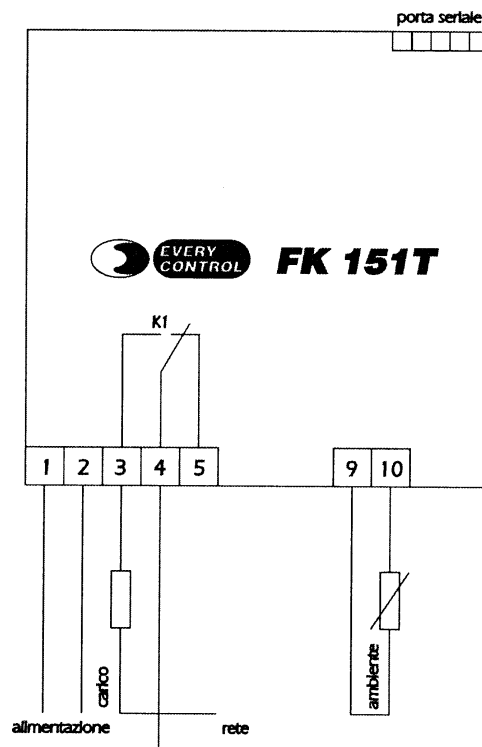 porta seriale
EVERY
CONTROL
FK 151T
K1
1 2 3 4 5 9 10
carico
ambiente
alimentazione
rete